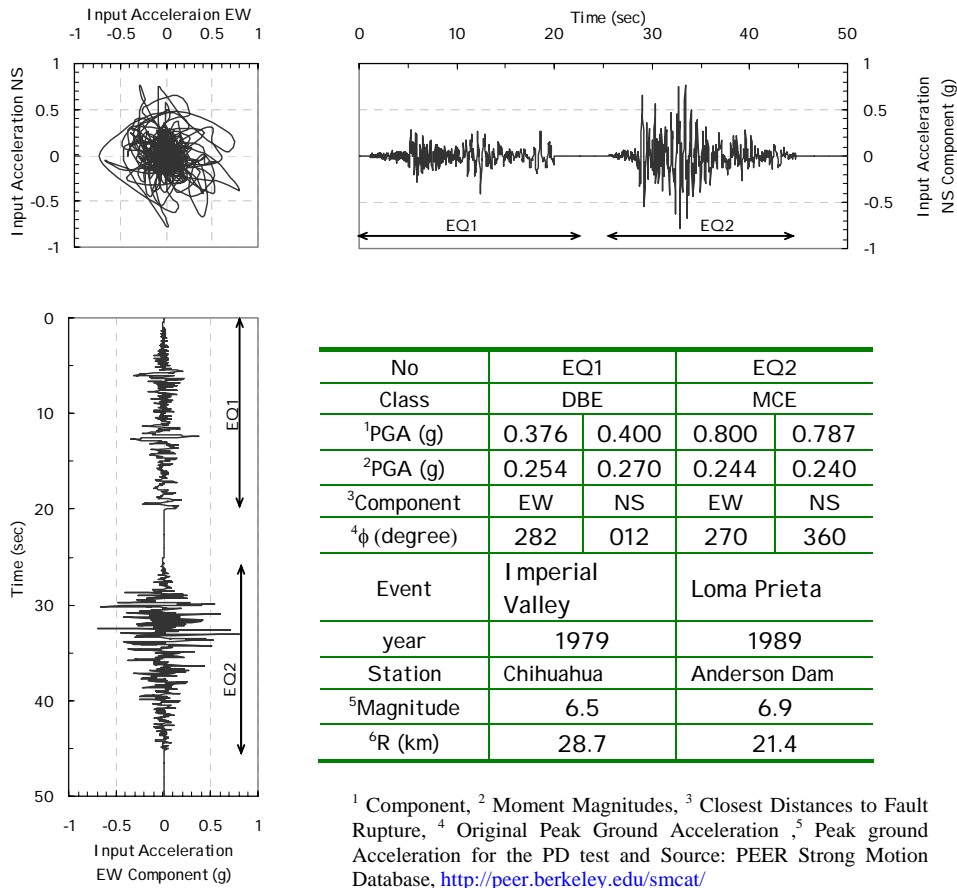 Input Acceleraion EW
-1 -0.5 0 0.5 1
Input Acceleration NS
1
0.5
0
-0.5
-1
Time (sec)
0 10 20 30 40 50
1
0.5
0
-0.5
-1
Input Acceleration
NS Component (g)
EQ1 EQ2
0
10
20
30
40
50
Time (sec)
EQ1
EQ2
-1 -0.5 0 0.5 1
Input Acceleration
EW Component (g)
No EQ1 EQ2
Class DBE MCE
¹PGA (g) 0.376 0.400 0.800 0.787
²PGA (g) 0.254 0.270 0.244 0.240
³Component EW NS EW NS
⁴ϕ (degree) 282 012 270 360
Event Imperial Valley Loma Prieta
year 1979 1989
Station Chihuahua Anderson Dam
⁵Magnitude 6.5 6.9
⁶R (km) 28.7 21.4
¹ Component, ² Moment Magnitudes, ³ Closest Distances to Fault
Rupture, ⁴ Original Peak Ground Acceleration ,⁵ Peak ground
Acceleration for the PD test and Source: PEER Strong Motion
Database, http://peer.berkeley.edu/smcat/